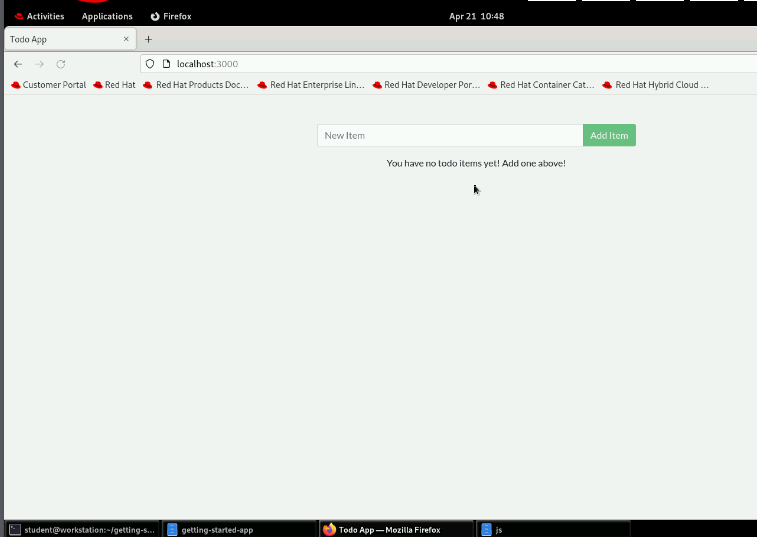 Activities Applications Firefox Apr 21 10:48
Todo App × +
localhost:3000
Customer Portal Red Hat Red Hat Products Doc… Red Hat Enterprise Lin… Red Hat Developer Por… Red Hat Container Cat… Red Hat Hybrid Cloud …
New Item Add Item
You have no todo items yet! Add one above!
student@workstation:~/getting-s… getting-started-app Todo App — Mozilla Firefox js